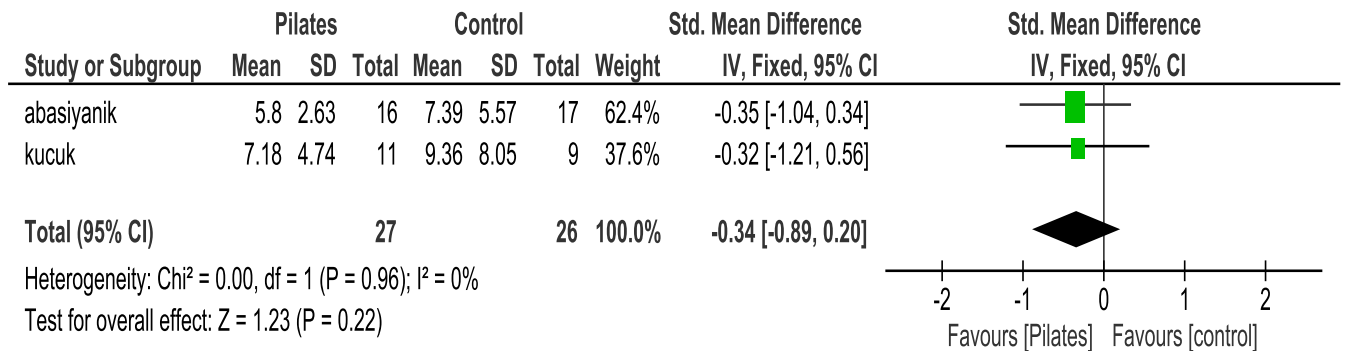 Pilates Control Std. Mean Difference Std. Mean Difference
Study or Subgroup Mean SD Total Mean SD Total Weight IV, Fixed, 95% CI IV, Fixed, 95% CI
abasiyanik 5.8 2.63 16 7.39 5.57 17 62.4% -0.35 [-1.04, 0.34]
kucuk 7.18 4.74 11 9.36 8.05 9 37.6% -0.32 [-1.21, 0.56]
Total (95% CI) 27 26 100.0% -0.34 [-0.89, 0.20]
Heterogeneity: Chi² = 0.00, df = 1 (P = 0.96); I² = 0%
Test for overall effect: Z = 1.23 (P = 0.22)
-2 -1 0 1 2
Favours [Pilates] Favours [control]